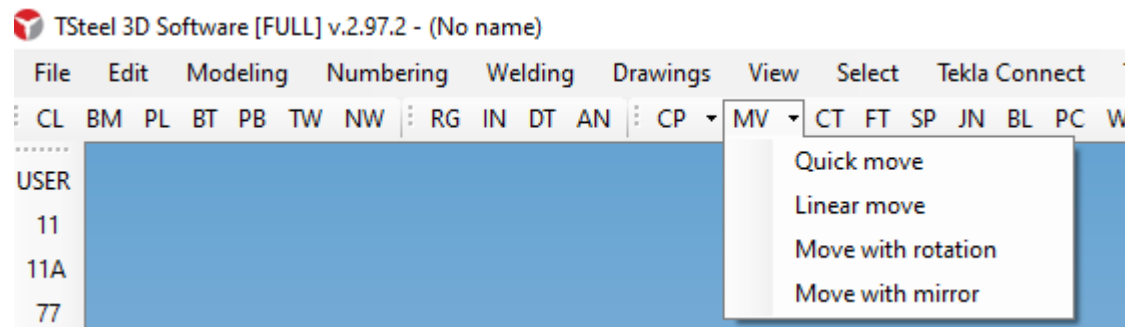 TSteel 3D Software [FULL] v.2.97.2 - (No name)
File Edit Modeling Numbering Welding Drawings View Select Tekla Connect
CL BM PL BT PB TW NW RG IN DT AN CP MV CT FT SP JN BL PC
Quick move
Linear move
Move with rotation
Move with mirror
USER
11
11A
77